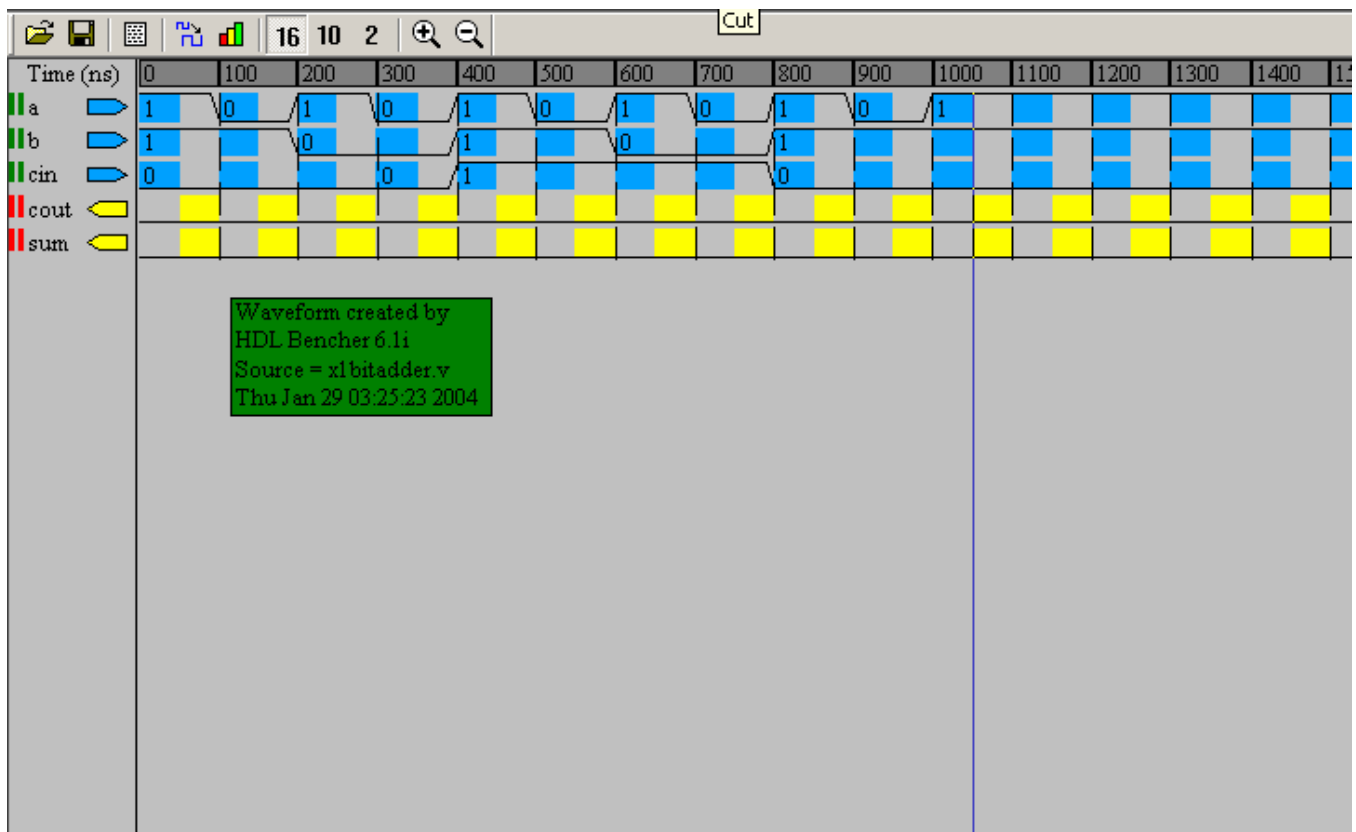 Cut
16 10 2
Time (ns) 0 100 200 300 400 500 600 700 800 900 1000 1100 1200 1300 1400
a 1 0 1 0 1 0 1 0 1 0 1
b 1 0 1 0 1
cin 0 0 1 0
cout
sum
Waveform created by
HDL Bencher 6.1i
Source = x1bitadder.v
Thu Jan 29 03:25:23 2004